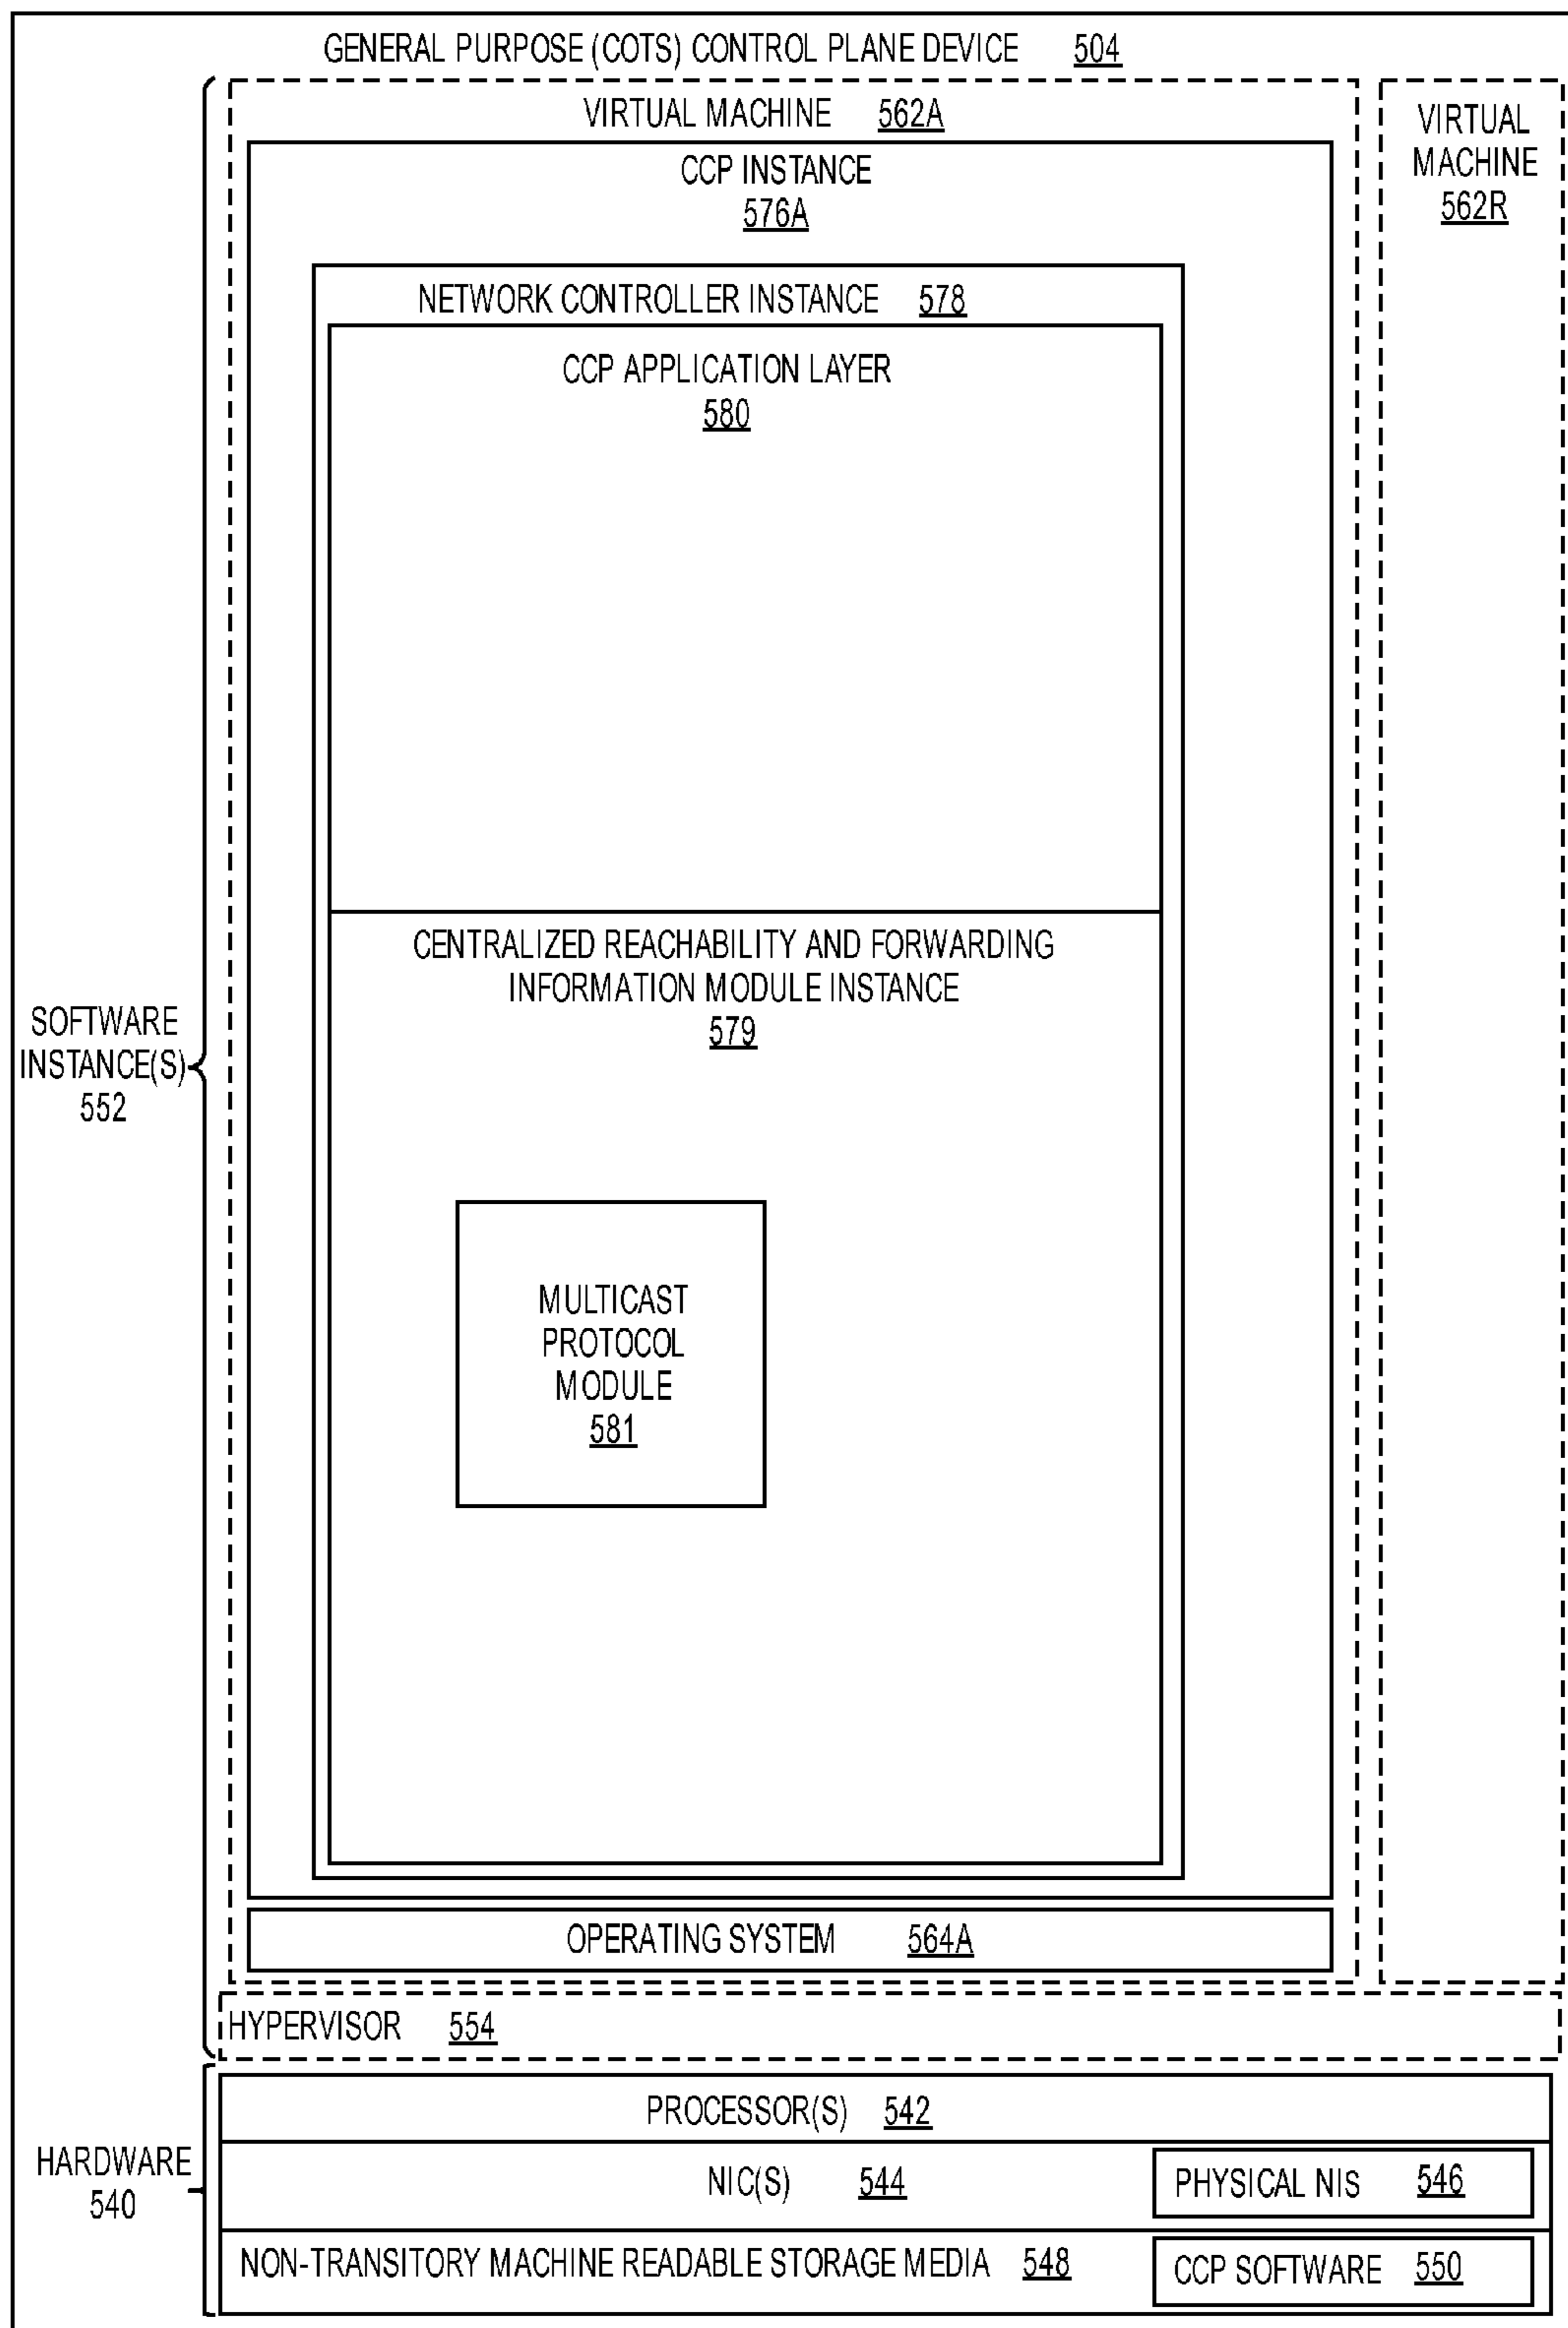 GENERAL PURPOSE (COTS) CONTROL PLANE DEVICE 504
VIRTUAL MACHINE 562A
VIRTUAL
MACHINE
562R
CCP INSTANCE
576A
NETWORK CONTROLLER INSTANCE 578
CCP APPLICATION LAYER
580
CENTRALIZED REACHABILITY AND FORWARDING
INFORMATION MODULE INSTANCE
579
SOFTWARE
INSTANCE(S)
552
MULTICAST
PROTOCOL
MODULE
581
OPERATING SYSTEM 564A
HYPERVISOR 554
PROCESSOR(S) 542
HARDWARE
540
NIC(S) 544
PHYSICAL NIS 546
NON-TRANSITORY MACHINE READABLE STORAGE MEDIA 548
CCP SOFTWARE 550